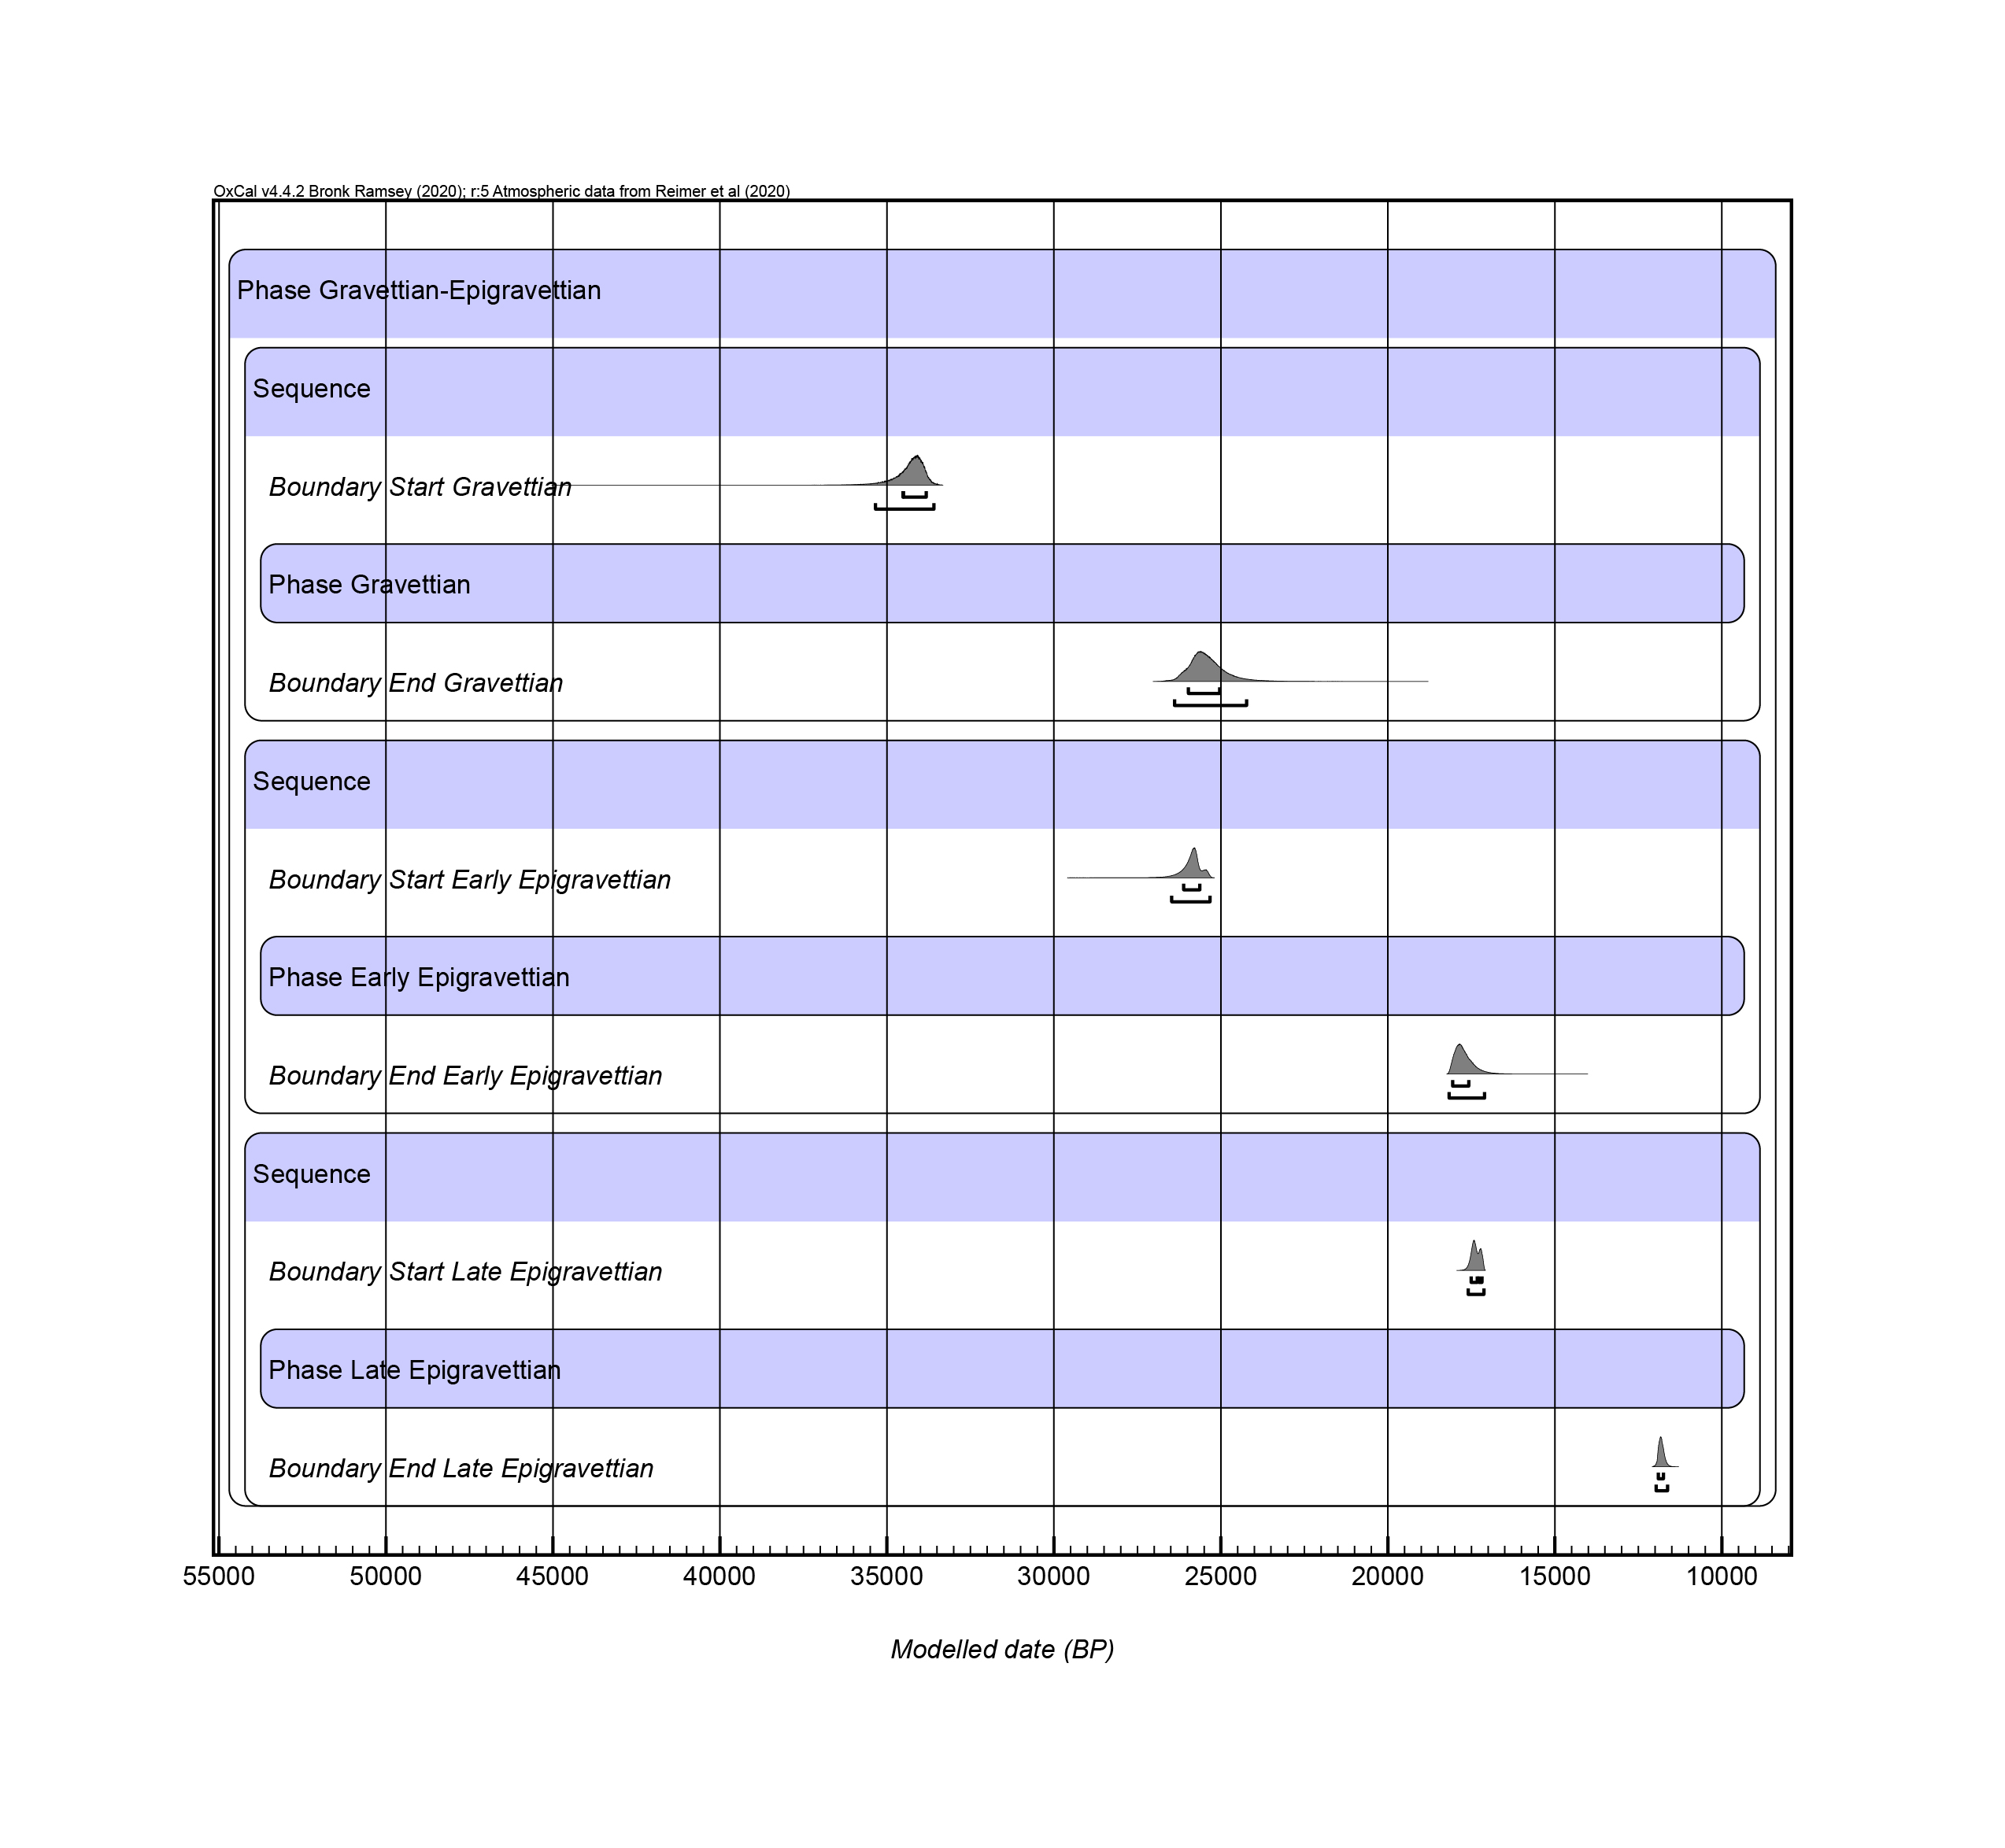 OxCal v4.4.2 Bronk Ramsey (2020); r:5 Atmospheric data from Reimer et al (2020)
Phase Gravettian-Epigravettian
Sequence
Boundary Start Gravettian
Phase Gravettian
Boundary End Gravettian
Sequence
Boundary Start Early Epigravettian
Phase Early Epigravettian
Boundary End Early Epigravettian
Sequence
Boundary Start Late Epigravettian
Phase Late Epigravettian
Boundary End Late Epigravettian
55000 50000 45000 40000 35000 30000 25000 20000 15000 10000
Modelled date (BP)